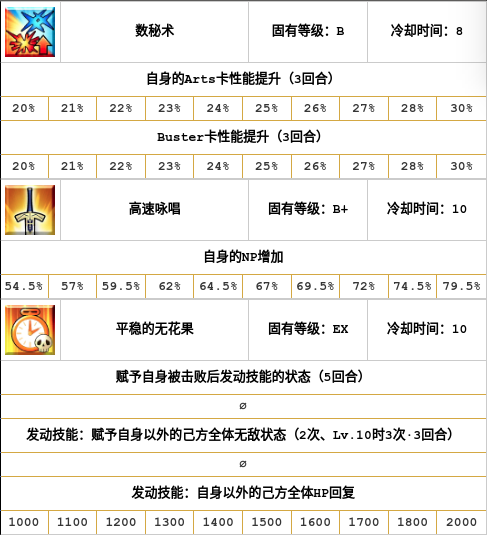 数秘术 固有等级：B 冷却时间：8
自身的Arts卡性能提升（3回合）
20% 21% 22% 23% 24% 25% 26% 27% 28% 30%
Buster卡性能提升（3回合）
20% 21% 22% 23% 24% 25% 26% 27% 28% 30%
高速咏唱 固有等级：B+ 冷却时间：10
自身的NP增加
54.5% 57% 59.5% 62% 64.5% 67% 69.5% 72% 74.5% 79.5%
平稳的无花果 固有等级：EX 冷却时间：10
赋予自身被击败后发动技能的状态（5回合）
∅
发动技能：赋予自身以外的己方全体无敌状态（2次、Lv.10时3次·3回合）
∅
发动技能：自身以外的己方全体HP回复
1000 1100 1200 1300 1400 1500 1600 1700 1800 2000